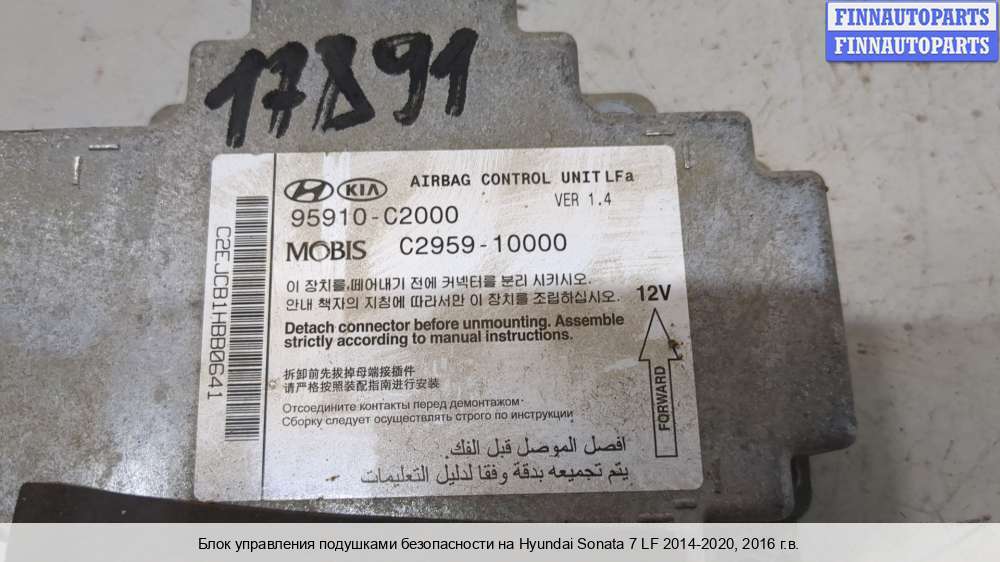 FINNAUTOPARTS
FINNAUTOPARTS
17891
AIRBAG CONTROL UNIT LFa
KIA
VER 1.4
95910-C2000
MOBIS C2959-10000
이 장치를 떼어내기 전에 커넥터를 분리 시키시오.
안내 책자의 지침에 따라서만 이 장치를 조립하십시오.
12V
Detach connector before unmounting. Assemble
strictly according to manual instructions.
拆卸前先拔掉母端接插件
请严格按照装配指南进行安装
Отсоедините контакты перед демонтажом.
Сборку следует осуществлять строго по инструкции
FORWARD
افصل الموصل قبل الفك
يتم تجميعه بدقة وفقا لدليل التعليمات
C2EJCB1HBB0641
Блок управления подушками безопасности на Hyundai Sonata 7 LF 2014-2020, 2016 г.в.